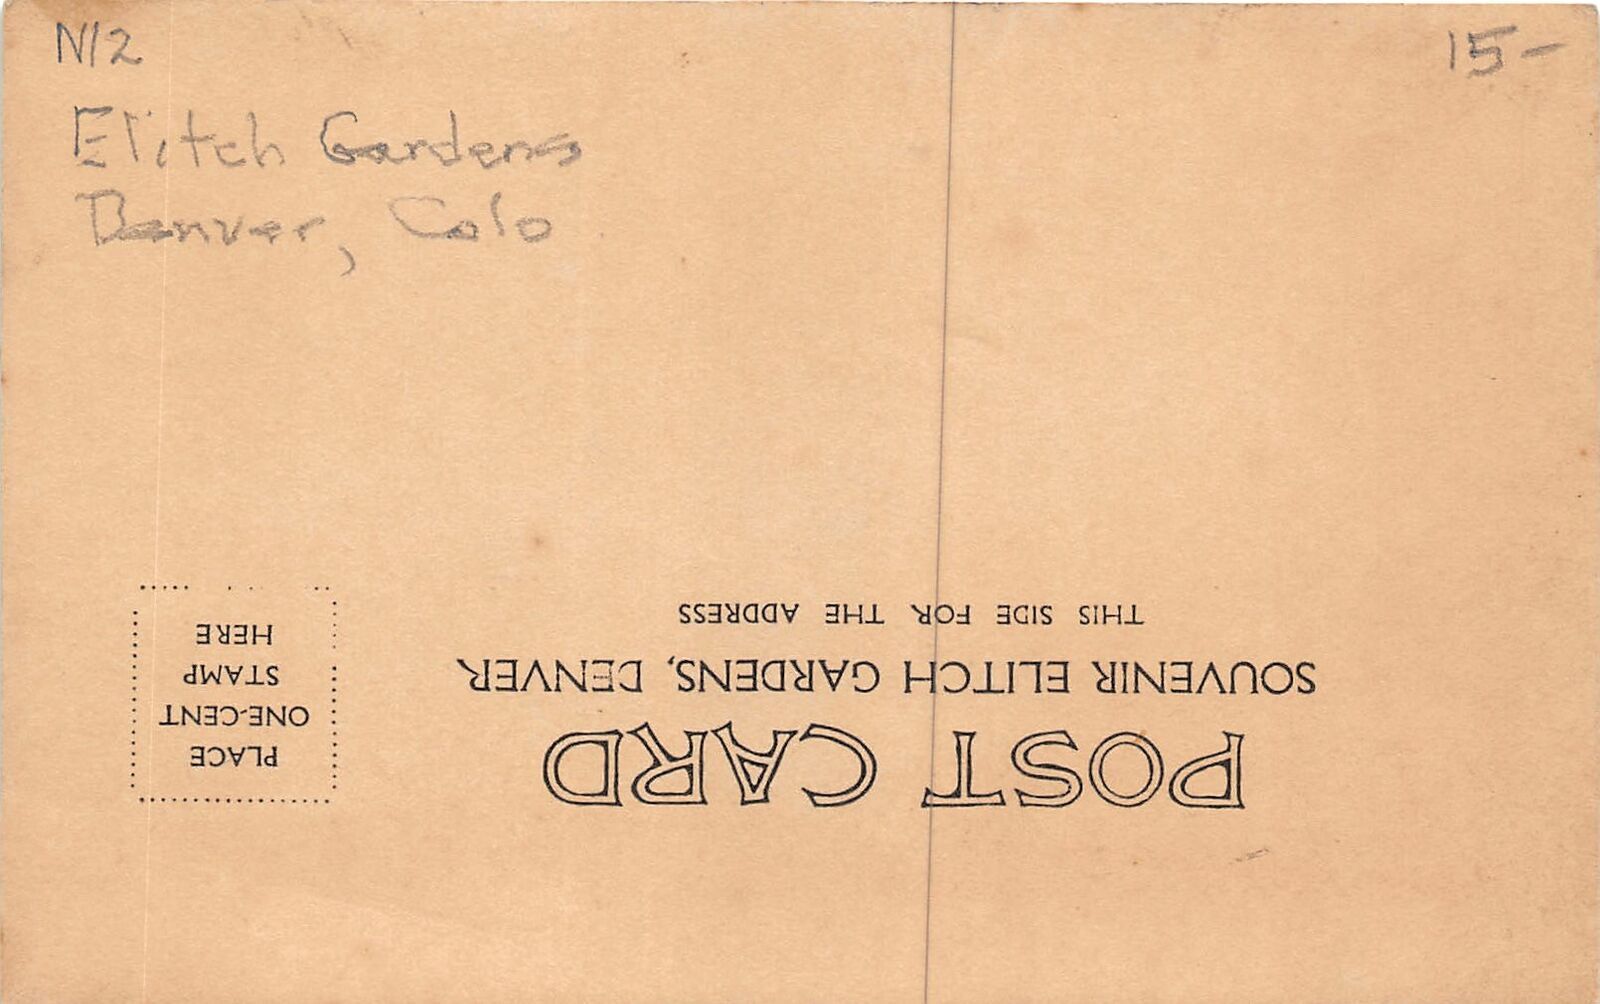 N12
15-
Elitch Gardens
Denver, Colo
POST CARD
SOUVENIR ELITCH GARDENS, DENVER
THIS SIDE FOR THE ADDRESS
PLACE
ONE-CENT
STAMP
HERE